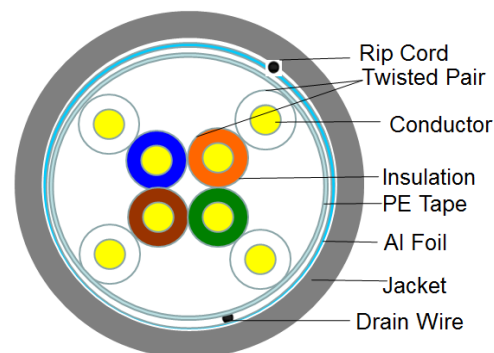 Rip Cord
Twisted Pair
Conductor
Insulation
PE Tape
Al Foil
Jacket
Drain Wire